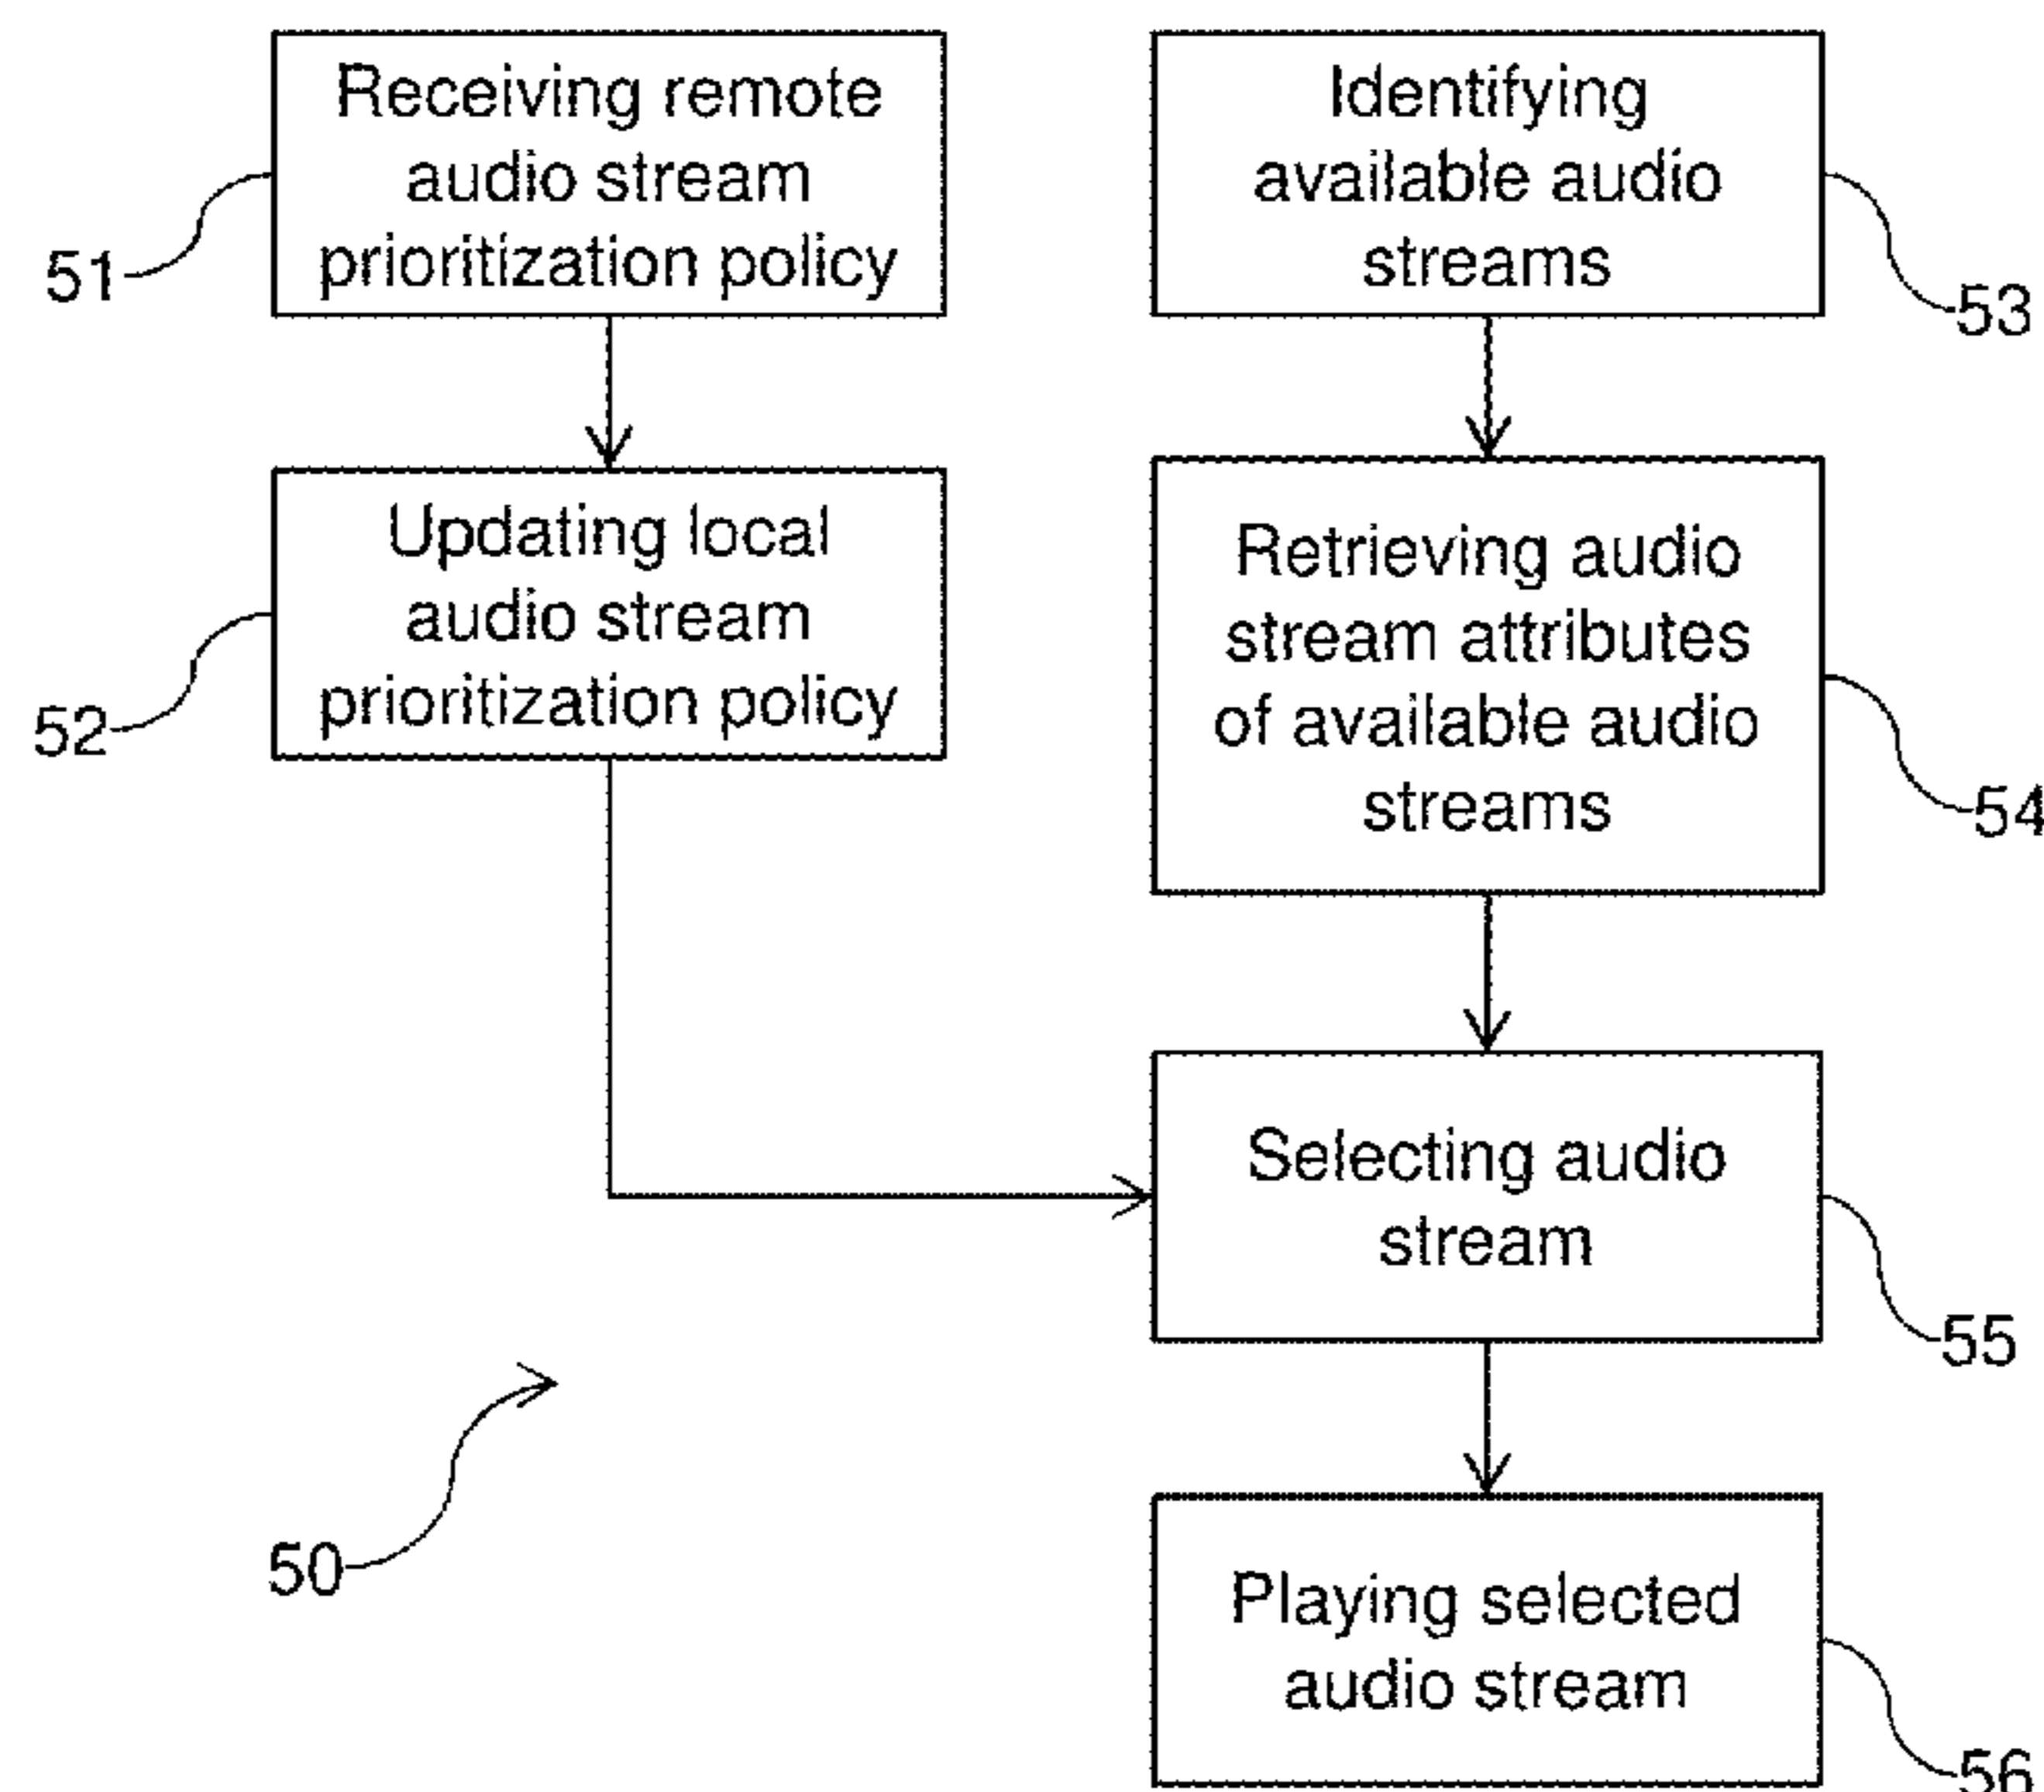 Receiving remote
audio stream
prioritization policy
51
Updating local
audio stream
prioritization policy
52
Identifying
available audio
streams
53
Retrieving audio
stream attributes
of available audio
streams
54
Selecting audio
stream
55
50
Playing selected
audio stream
56